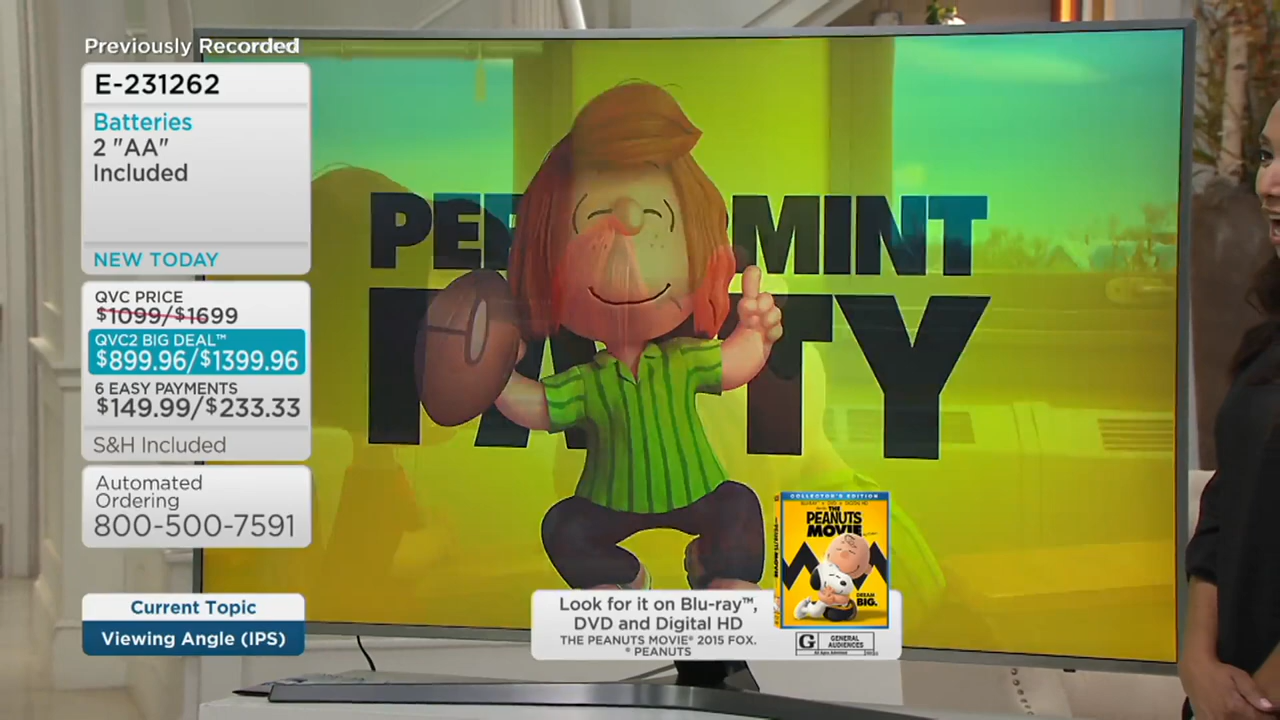 Previously Recorded
E-231262
Batteries
2 "AA"
Included
NEW TODAY
QVC PRICE
$1099/$1699
QVC2 BIG DEAL™
$899.96/$1399.96
6 EASY PAYMENTS
$149.99/$233.33
S&H Included
Automated
Ordering
800-500-7591
Current Topic
Viewing Angle (IPS)
MINT
Look for it on Blu-ray™,
DVD and Digital HD
THE PEANUTS MOVIE® 2015 FOX.
® PEANUTS
COLLECTOR'S EDITION
THE
PEANUTS
MOVIE
DREAM
BIG.
G
GENERAL
AUDIENCES